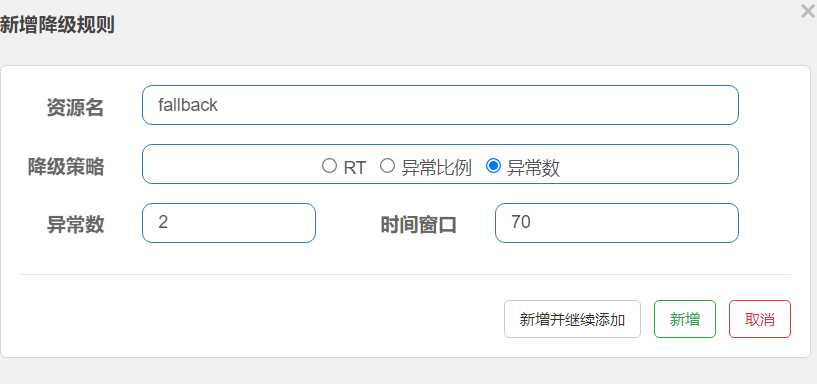 新增降级规则
资源名 fallback
降级策略 RT 异常比例 异常数
异常数 2 时间窗口 70
新增并继续添加 新增 取消